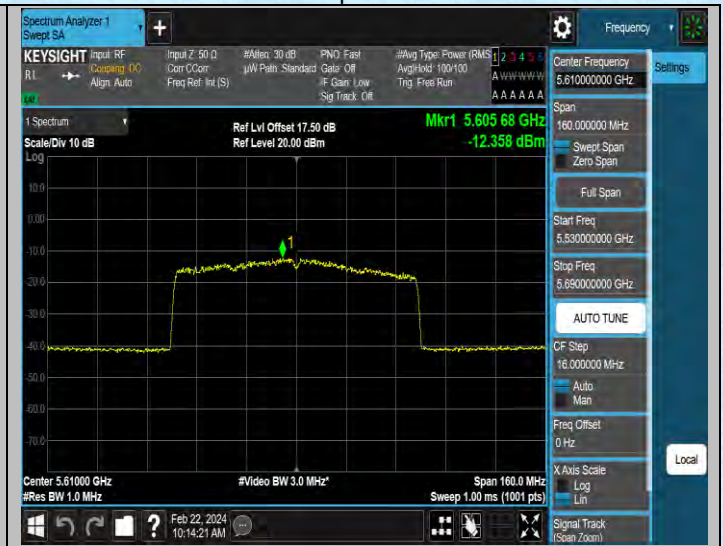 Spectrum Analyzer 1
Swept SA
+
Frequency
KEYSIGHT
Input: RF
Coupling: DC
Align: Auto
Input Z: 50 Ω
Corr CCorr
Freq Ref: Int (S)
#Atten: 30 dB
µW Path: Standard
PNO: Fast
Gate: Off
IF Gain: Low
Sig Track: Off
#Avg Type: Power (RMS
Avg|Hold: 100/100
Trig: Free Run
1 2 3 4 5 6
A WW WW W
A A A A A A
Center Frequency
5.610000000 GHz
Settings
Span
160.000000 MHz
Swept Span
Zero Span
Full Span
Start Freq
5.530000000 GHz
Stop Freq
5.690000000 GHz
AUTO TUNE
CF Step
16.000000 MHz
Auto
Man
Freq Offset
0 Hz
X Axis Scale
Log
Lin
Signal Track
(Span Zoom)
Local
1 Spectrum
Scale/Div 10 dB
Log
Ref Lvl Offset 17.50 dB
Ref Level 20.00 dBm
Mkr1 5.605 68 GHz
-12.358 dBm
1
10.0
0.00
-10.0
-20.0
-30.0
-40.0
-50.0
-60.0
-70.0
Center 5.61000 GHz
#Res BW 1.0 MHz
#Video BW 3.0 MHz*
Span 160.0 MHz
Sweep 1.00 ms (1001 pts)
?
Feb 22, 2024
10:14:21 AM